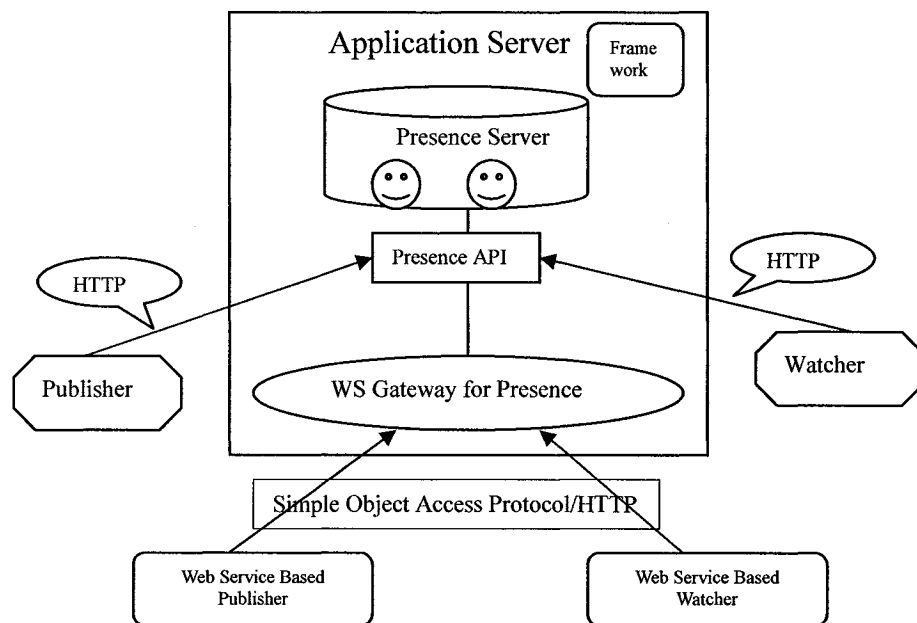 Application Server
Frame
work
Presence Server
Presence API
HTTP
HTTP
Publisher
Watcher
WS Gateway for Presence
Simple Object Access Protocol/HTTP
Web Service Based
Publisher
Web Service Based
Watcher